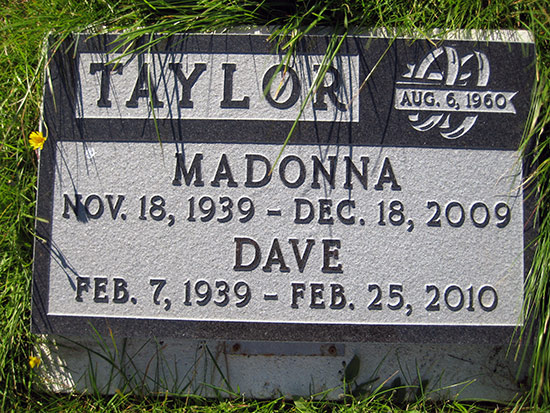 TAYLOR
AUG. 6, 1960
MADONNA
NOV. 18, 1939 - DEC. 18, 2009
DAVE
FEB. 7, 1939 - FEB. 25, 2010